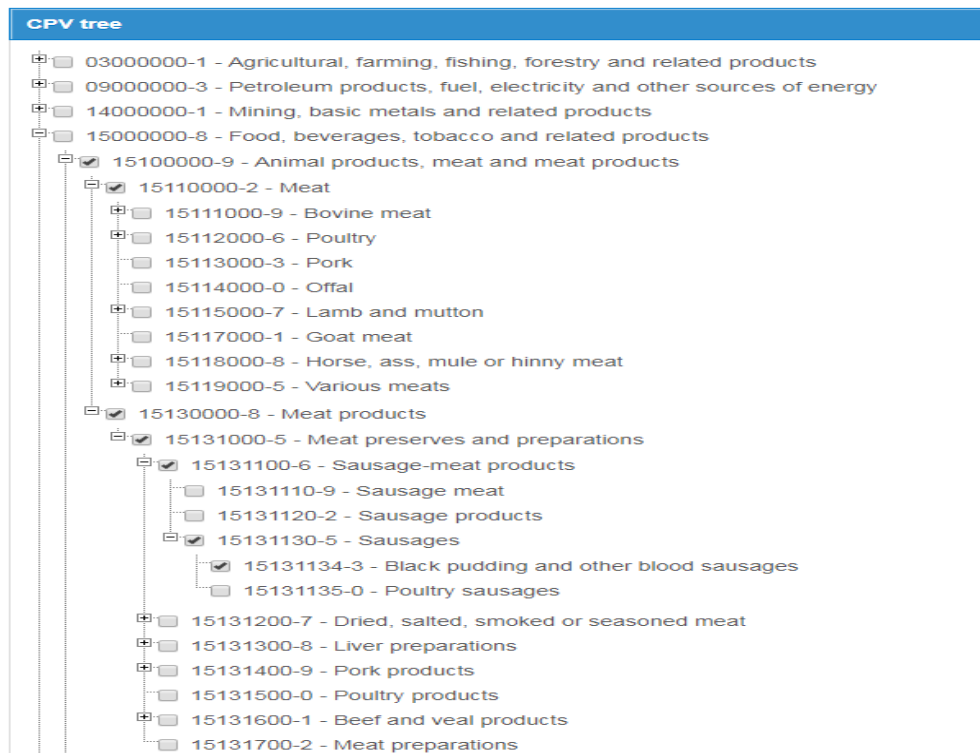 CPV tree
03000000-1 - Agricultural, farming, fishing, forestry and related products
09000000-3 - Petroleum products, fuel, electricity and other sources of energy
14000000-1 - Mining, basic metals and related products
15000000-8 - Food, beverages, tobacco and related products
15100000-9 - Animal products, meat and meat products
15110000-2 - Meat
15111000-9 - Bovine meat
15112000-6 - Poultry
15113000-3 - Pork
15114000-0 - Offal
15115000-7 - Lamb and mutton
15117000-1 - Goat meat
15118000-8 - Horse, ass, mule or hinny meat
15119000-5 - Various meats
15130000-8 - Meat products
15131000-5 - Meat preserves and preparations
15131100-6 - Sausage-meat products
15131110-9 - Sausage meat
15131120-2 - Sausage products
15131130-5 - Sausages
15131134-3 - Black pudding and other blood sausages
15131135-0 - Poultry sausages
15131200-7 - Dried, salted, smoked or seasoned meat
15131300-8 - Liver preparations
15131400-9 - Pork products
15131500-0 - Poultry products
15131600-1 - Beef and veal products
15131700-2 - Meat preparations